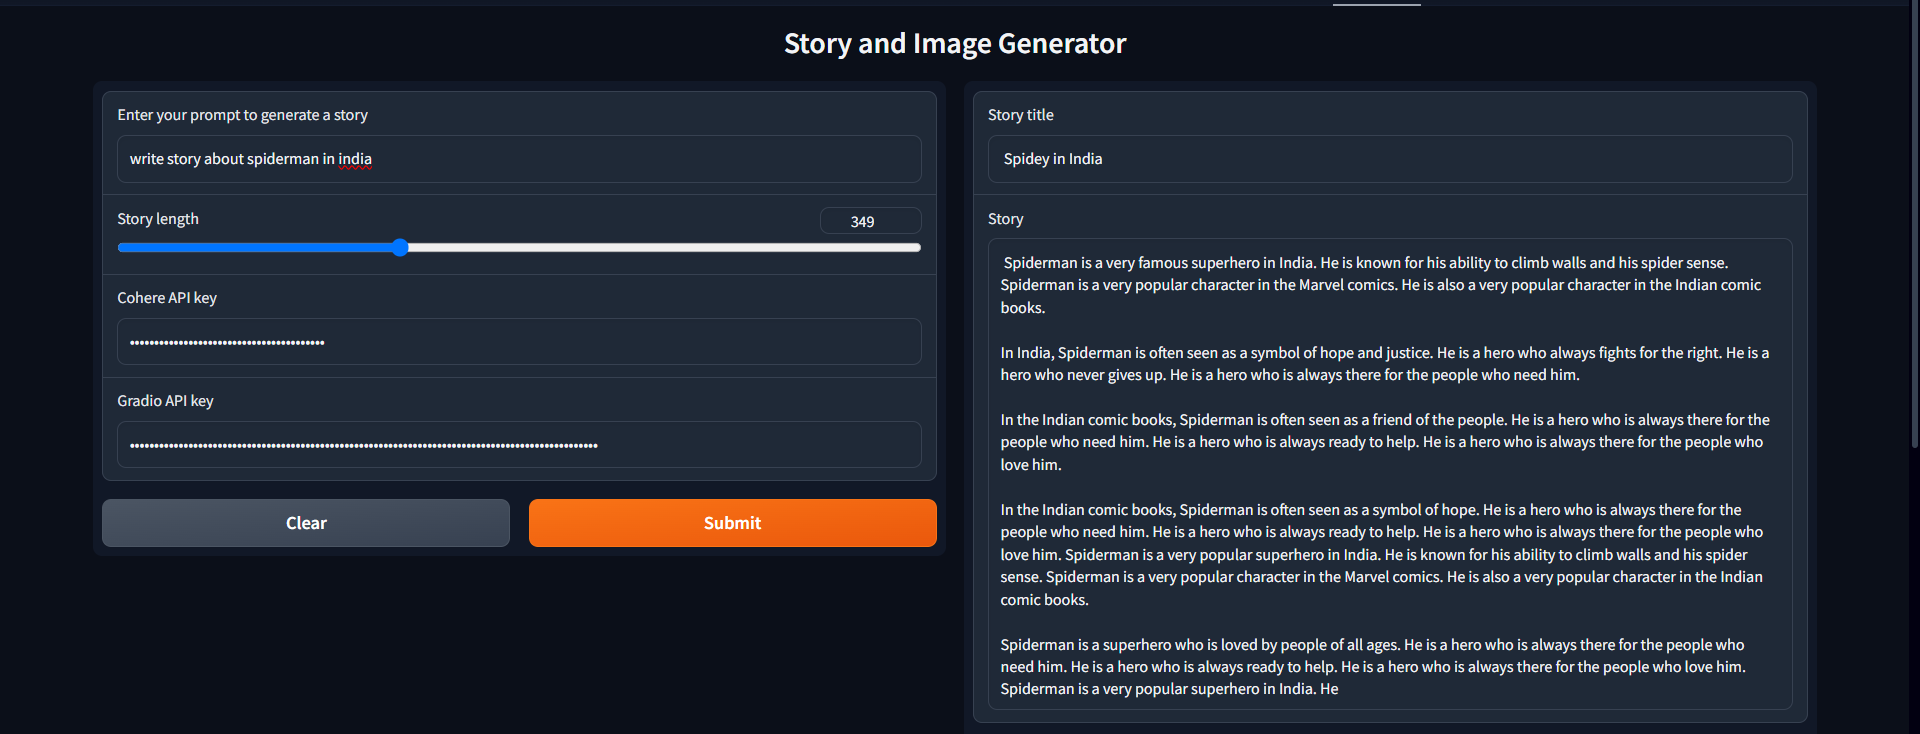 Story and Image Generator
Enter your prompt to generate a story
write story about spiderman in india
Story length
349
Cohere API key
••••••••••••••••••••••••••••••••••••••••
Gradio API key
••••••••••••••••••••••••••••••••••••••••••••••••••••••••••••••••••••••••••••••••••••••••••••••••
Clear
Submit
Story title
Spidey in India
Story
Spiderman is a very famous superhero in India. He is known for his ability to climb walls and his spider sense.
Spiderman is a very popular character in the Marvel comics. He is also a very popular character in the Indian comic
books.
In India, Spiderman is often seen as a symbol of hope and justice. He is a hero who always fights for the right. He is a
hero who never gives up. He is a hero who is always there for the people who need him.
In the Indian comic books, Spiderman is often seen as a friend of the people. He is a hero who is always there for the
people who need him. He is a hero who is always ready to help. He is a hero who is always there for the people who
love him.
In the Indian comic books, Spiderman is often seen as a symbol of hope. He is a hero who is always there for the
people who need him. He is a hero who is always ready to help. He is a hero who is always there for the people who
love him. Spiderman is a very popular superhero in India. He is known for his ability to climb walls and his spider
sense. Spiderman is a very popular character in the Marvel comics. He is also a very popular character in the Indian
comic books.
Spiderman is a superhero who is loved by people of all ages. He is a hero who is always there for the people who
need him. He is a hero who is always ready to help. He is a hero who is always there for the people who love him.
Spiderman is a very popular superhero in India. He